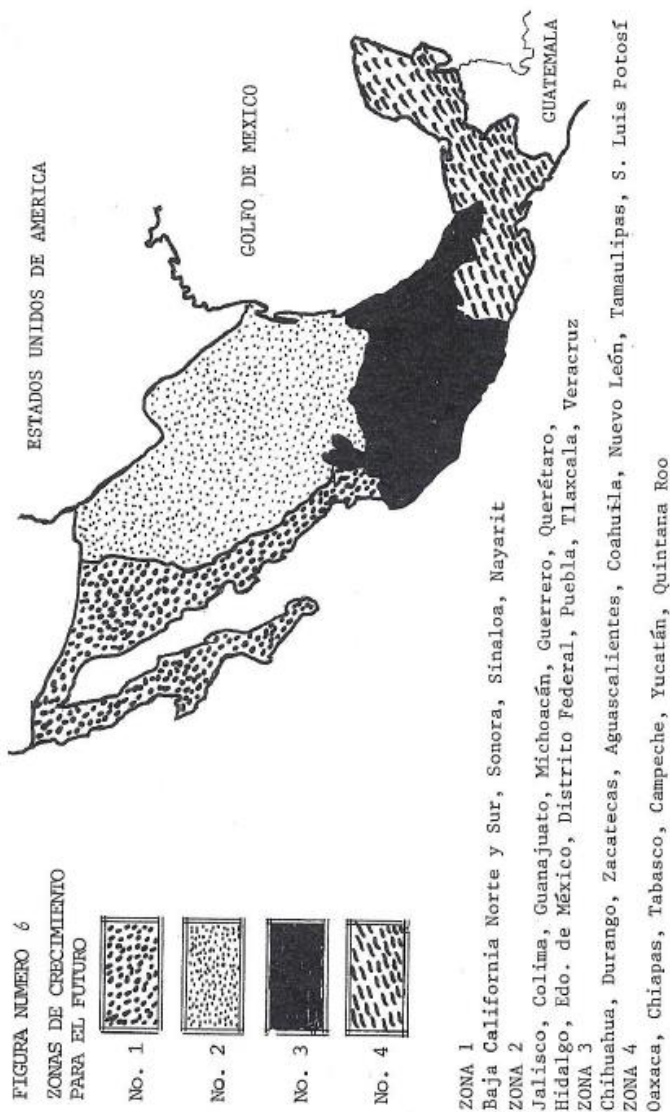 FIGURA NUMERO 6
ZONAS DE CRECIMIENTO
PARA EL FUTURO
No. 1
No. 2
No. 3
No. 4
ESTADOS UNIDOS DE AMERICA
GOLFO DE MEXICO
GUATEMALA
ZONA 1
Baja California Norte y Sur, Sonora, Sinaloa, Nayarit
ZONA 2
Jalisco, Colima, Guanajuato, Michoacán, Guerrero, Querétaro,
Hidalgo, Edo. de México, Distrito Federal, Puebla, Tlaxcala, Veracruz
ZONA 3
Chihuahua, Durango, Zacatecas, Aguascalientes, Coahuila, Nuevo León, Tamaulipas, S. Luis Potosí
ZONA 4
Oaxaca, Chiapas, Tabasco, Campeche, Yucatán, Quintana Roo